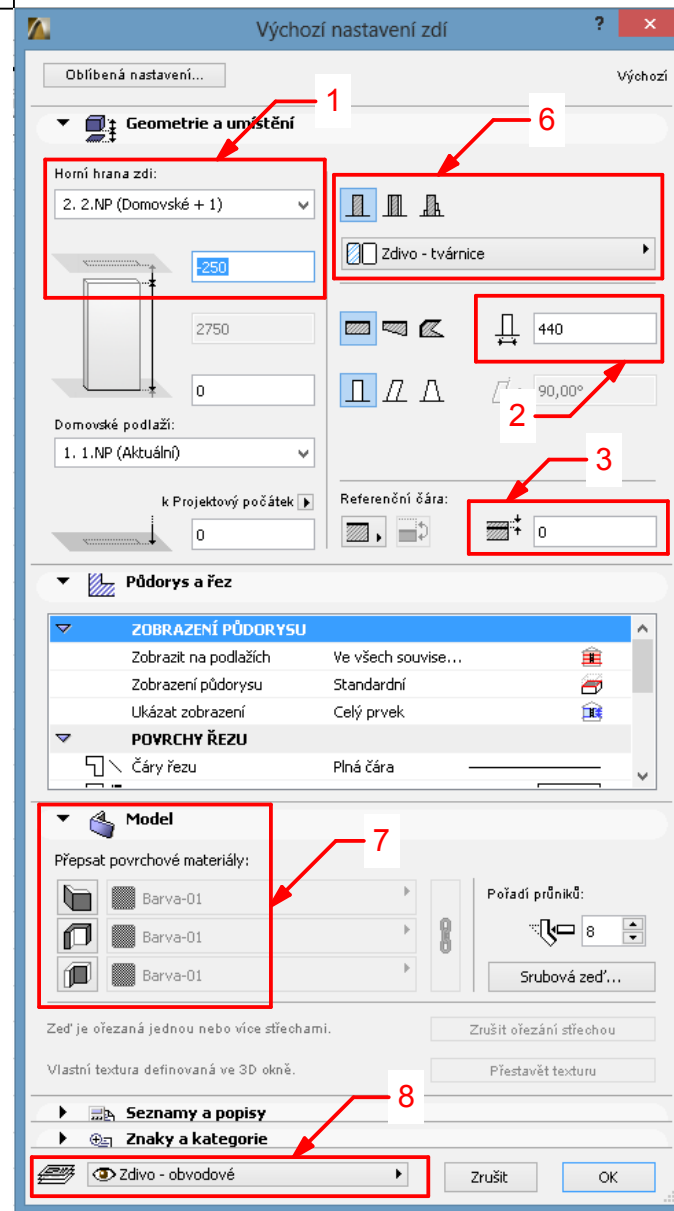 Výchozí nastavení zdí
?
×
Oblíbená nastavení...
Výchozí
1
Geometrie a umístění
6
Horní hrana zdi:
2. 2.NP (Domovské + 1)
Zdivo - tvárnice
-250
2750
440
0
90,00°
2
Domovské podlaží:
1. 1.NP (Aktuální)
3
k Projektový počátek
Referenční čára:
0
0
Půdorys a řez
ZOBRAZENÍ PŮDORYSU
Zobrazit na podlažích Ve všech souvise...
Zobrazení půdorysu Standardní
Ukázat zobrazení Celý prvek
POVRCHY ŘEZU
Čáry řezu Plná čára
Model
7
Přepsat povrchové materiály:
Barva-01
Pořadí průniků:
Barva-01
8
Barva-01
Srubová zeď...
Zeď je ořezaná jednou nebo více střechami.
Zrušit ořezání střechou
Vlastní textura definovaná ve 3D okně.
Přestavět texturu
8
Seznamy a popisy
Znaky a kategorie
Zdivo - obvodové
Zrušit
OK